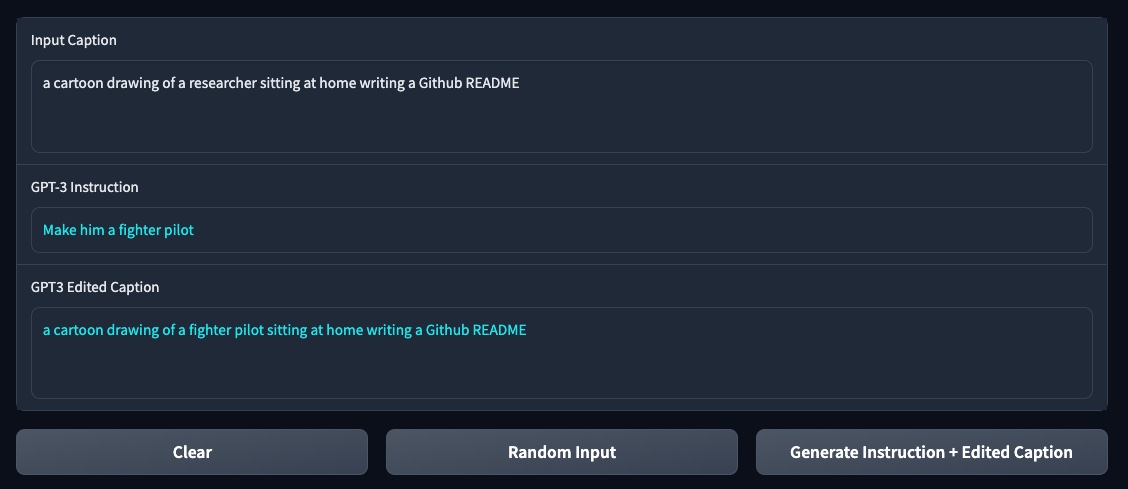 Input Caption
a cartoon drawing of a researcher sitting at home writing a Github README
GPT-3 Instruction
Make him a fighter pilot
GPT3 Edited Caption
a cartoon drawing of a fighter pilot sitting at home writing a Github README
Clear
Random Input
Generate Instruction + Edited Caption